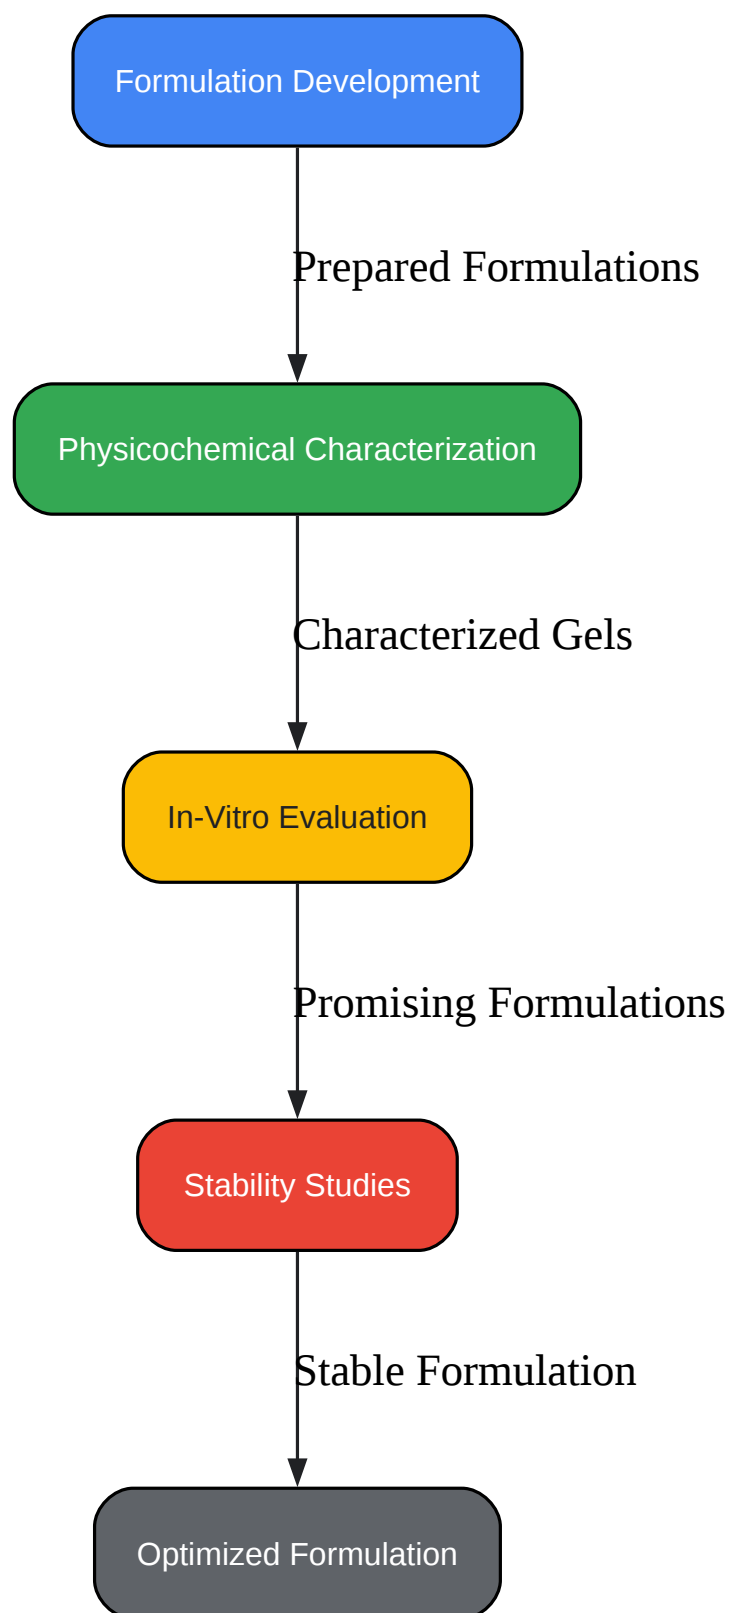 Formulation Development
Prepared Formulations
Physicochemical Characterization
Characterized Gels
In-Vitro Evaluation
Promising Formulations
Stability Studies
Stable Formulation
Optimized Formulation